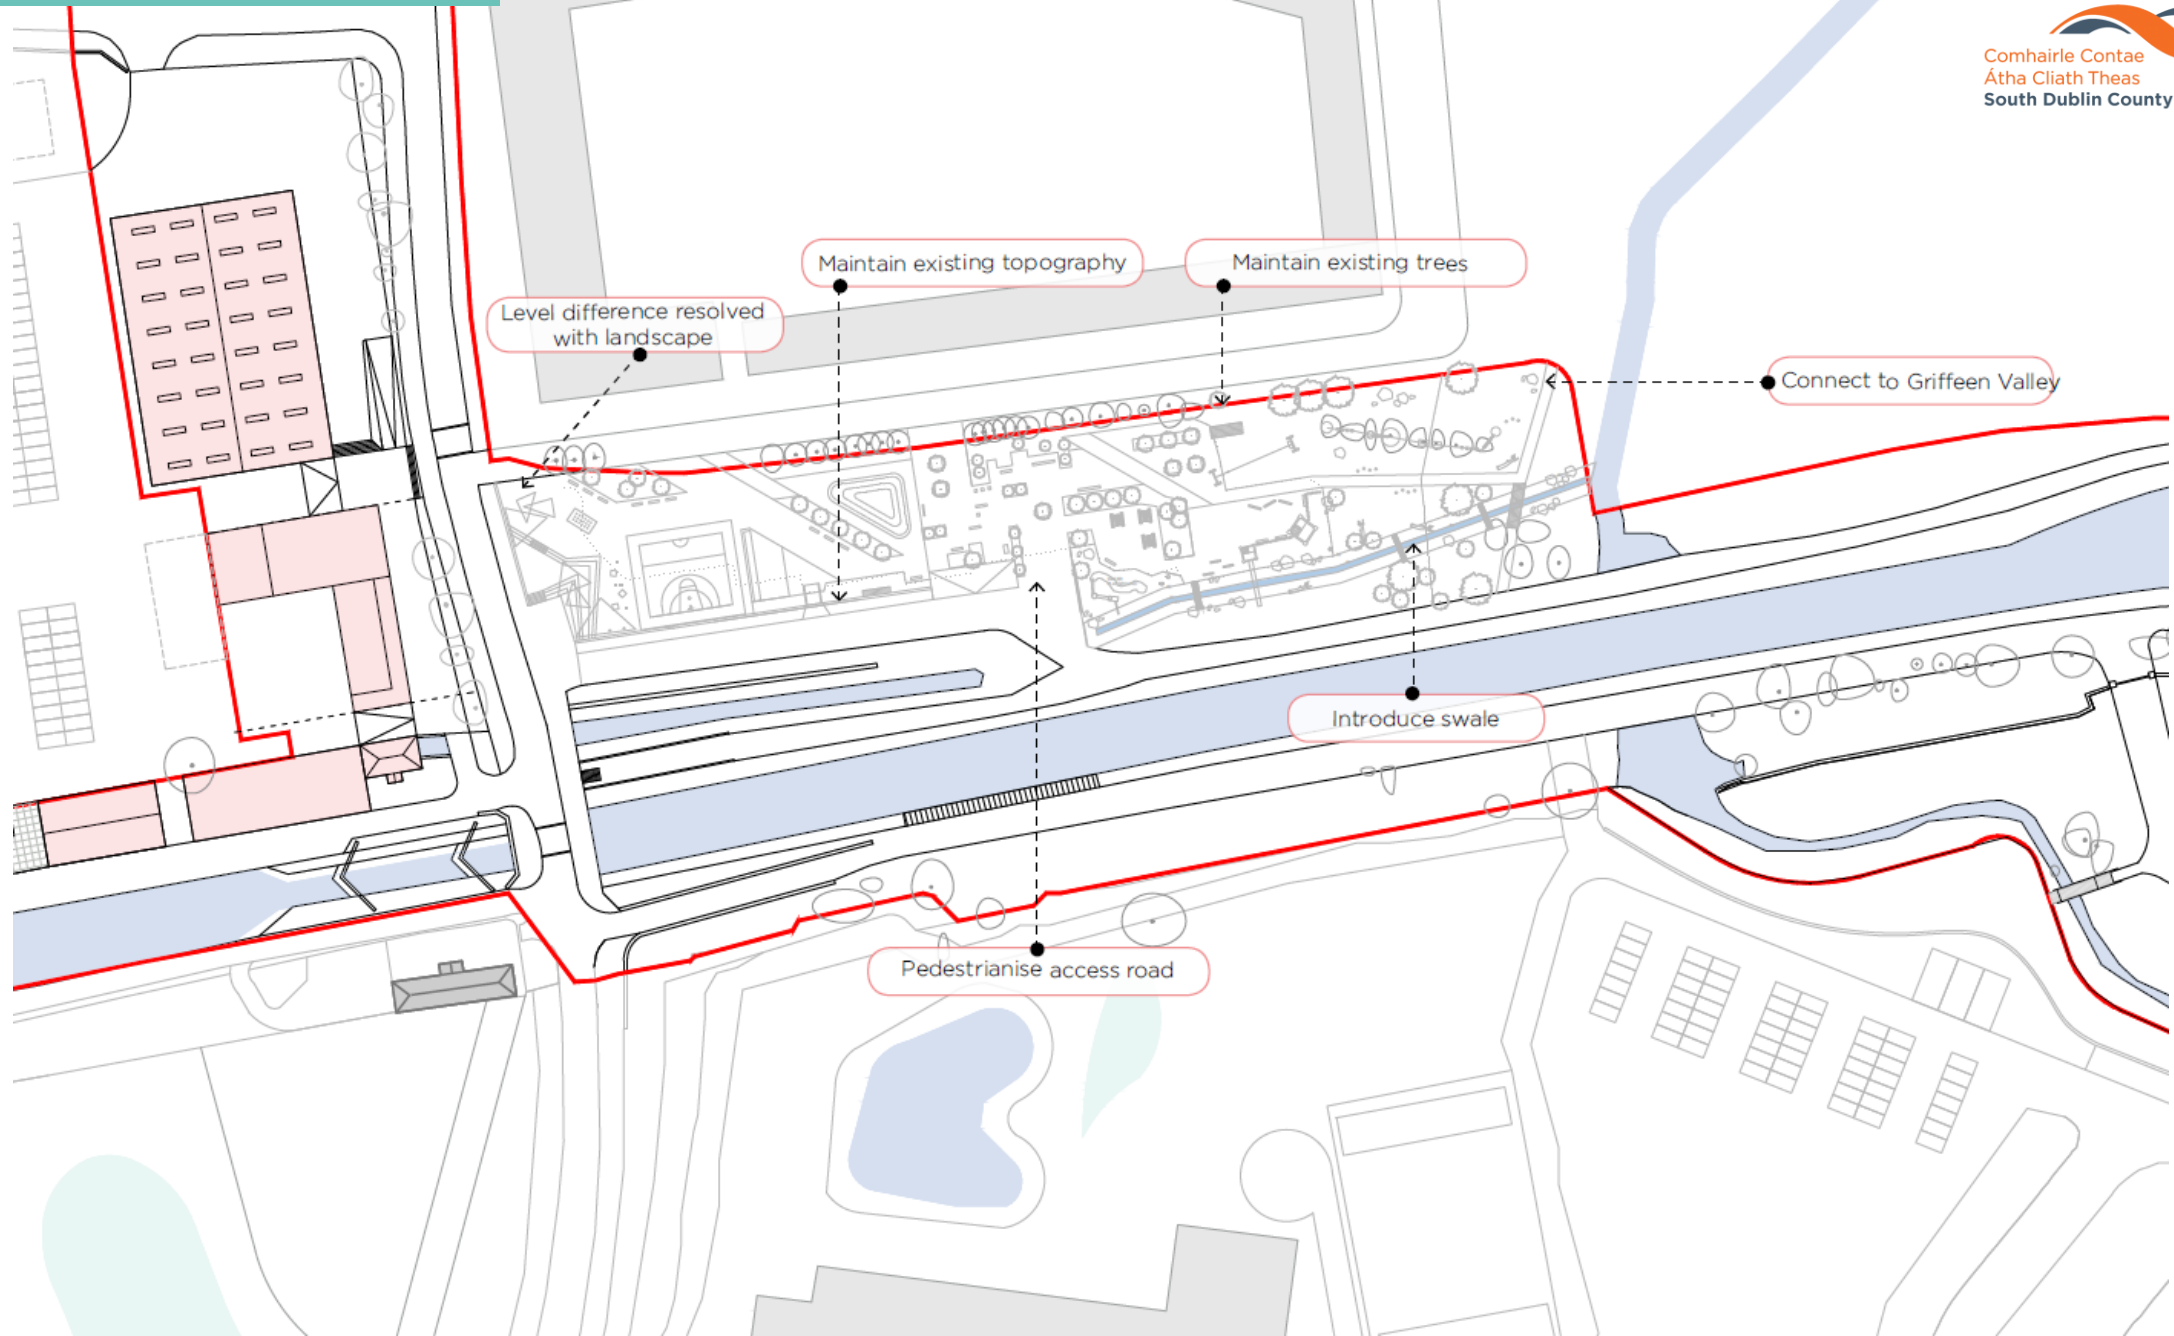 Comhairle Contae
Átha Cliath Theas
South Dublin County
Maintain existing topography
Maintain existing trees
Level difference resolved
with landscape
Connect to Griffeen Valley
Introduce swale
Pedestrianise access road